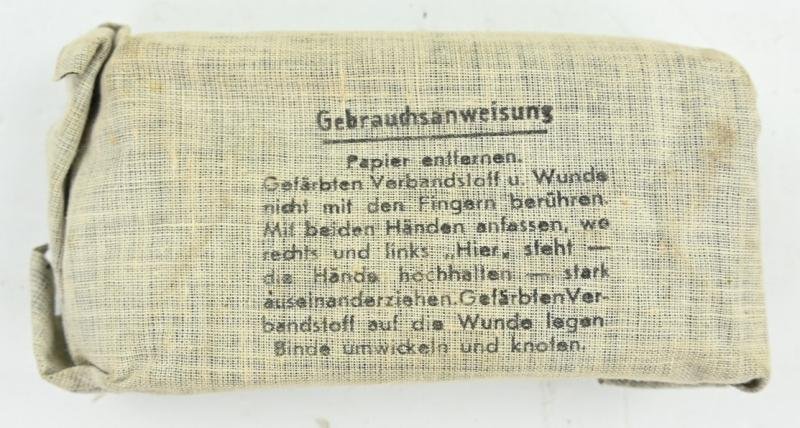 Gebrauchsanweisung
Papier entfernen.
Gefärbten Verbandstoff u. Wunde
nicht mit den Fingern berühren.
Mit beiden Händen anfassen, wo
rechts und links „Hier„ steht —
die Hände hochhalten — stark
auseinanderziehen. Gefärbten Ver-
bandstoff auf die Wunde legen
Binde umwickeln und knoten.